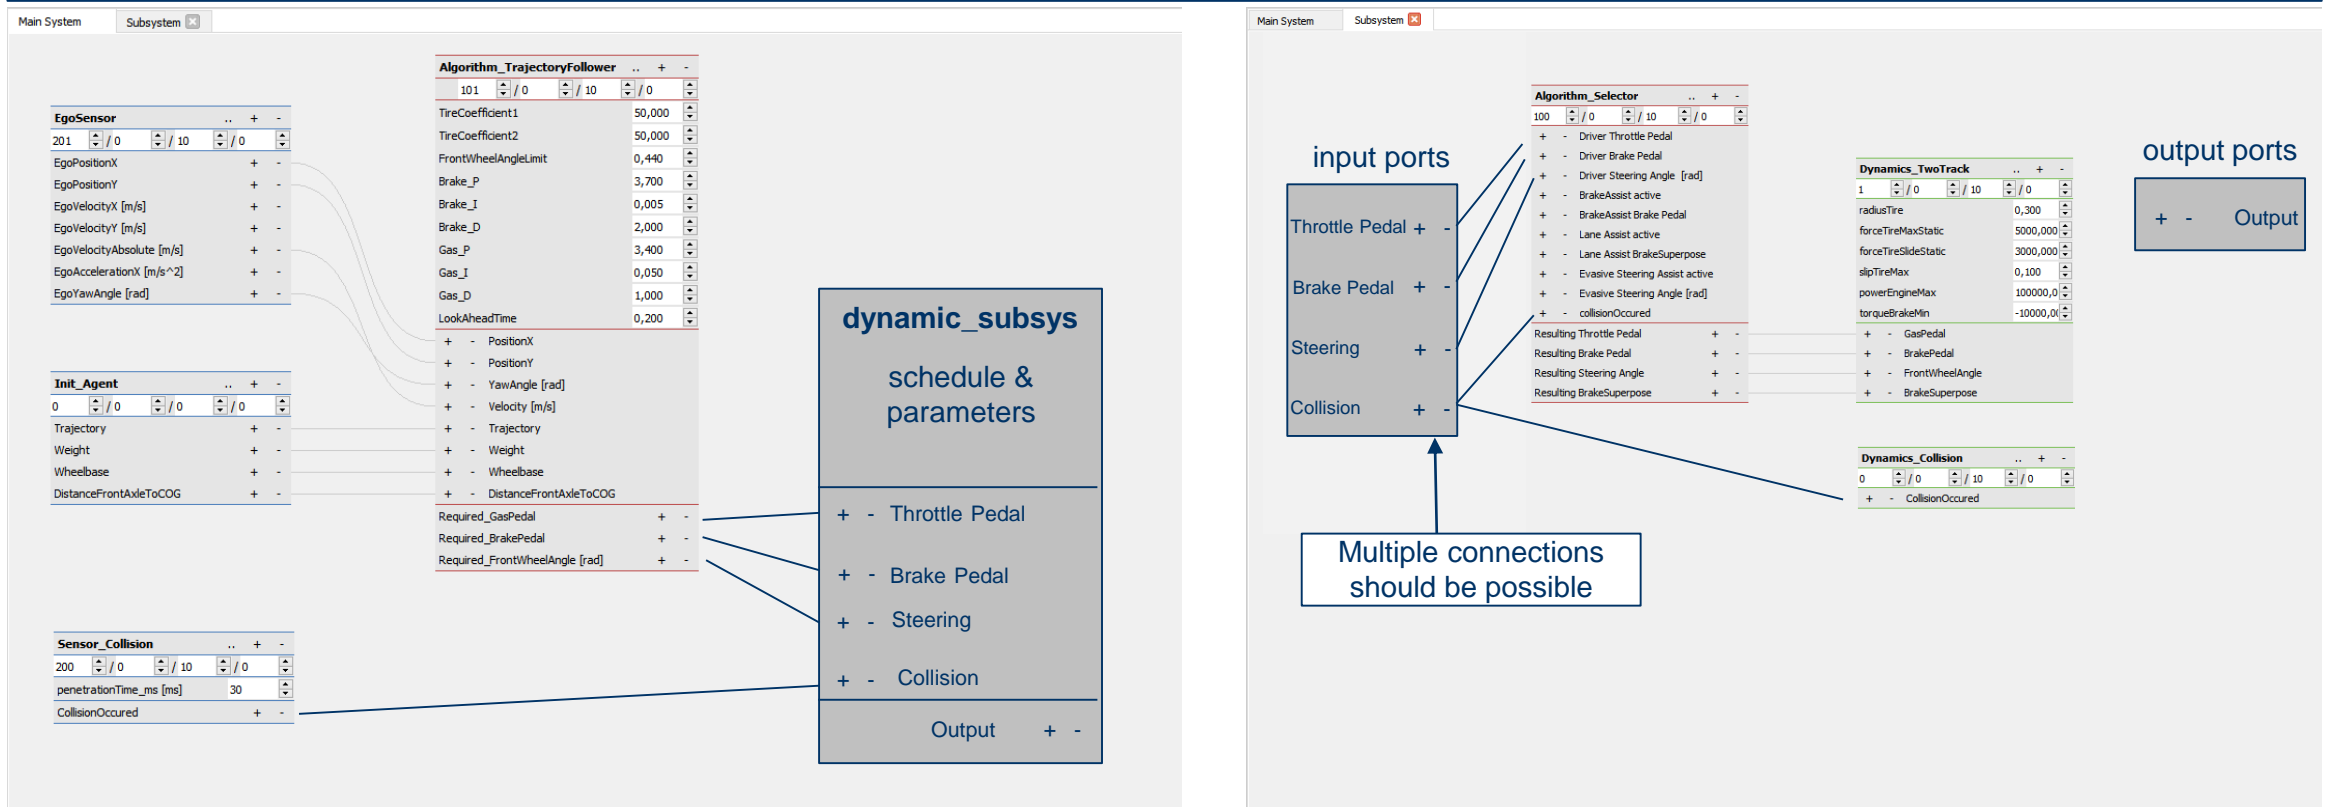 Main System
Subsystem
EgoSensor .. + -
201 / 0 / 10 / 0
EgoPositionX + -
EgoPositionY + -
EgoVelocityX [m/s] + -
EgoVelocityY [m/s] + -
EgoVelocityAbsolute [m/s] + -
EgoAccelerationX [m/s^2] + -
EgoYawAngle [rad] + -
Init_Agent .. + -
0 / 0 / 0 / 0
Trajectory + -
Weight + -
Wheelbase + -
DistanceFrontAxleToCOG + -
Sensor_Collision .. + -
200 / 0 / 10 / 0
penetrationTime_ms [ms] 30
CollisionOccured + -
Algorithm_TrajectoryFollower .. + -
101 / 0 / 10 / 0
TireCoefficient1 50,000
TireCoefficient2 50,000
FrontWheelAngleLimit 0,440
Brake_P 3,700
Brake_I 0,005
Brake_D 2,000
Gas_P 3,400
Gas_I 0,050
Gas_D 1,000
LookAheadTime 0,200
+ - PositionX
+ - PositionY
+ - YawAngle [rad]
+ - Velocity [m/s]
+ - Trajectory
+ - Weight
+ - Wheelbase
+ - DistanceFrontAxleToCOG
Required_GasPedal + -
Required_BrakePedal + -
Required_FrontWheelAngle [rad] + -
dynamic_subsys
schedule &
parameters
+ - Throttle Pedal
+ - Brake Pedal
+ - Steering
+ - Collision
Output + -
Main System
Subsystem
input ports
Throttle Pedal + -
Brake Pedal + -
Steering + -
Collision + -
Multiple connections
should be possible
Algorithm_Selector .. + -
100 / 0 / 10 / 0
+ - Driver Throttle Pedal
+ - Driver Brake Pedal
+ - Driver Steering Angle [rad]
+ - BrakeAssist active
+ - BrakeAssist Brake Pedal
+ - Lane Assist active
+ - Lane Assist BrakeSuperpose
+ - Evasive Steering Assist active
+ - Evasive Steering Angle [rad]
+ - collisionOccured
Resulting Throttle Pedal + -
Resulting Brake Pedal + -
Resulting Steering Angle + -
Resulting BrakeSuperpose + -
Dynamics_TwoTrack .. + -
1 / 0 / 10 / 0
radiusTire 0,300
forceTireMaxStatic 5000,000
forceTireSlideStatic 3000,000
slipTireMax 0,100
powerEngineMax 100000,0
torqueBrakeMin -10000,0(
+ - GasPedal
+ - BrakePedal
+ - FrontWheelAngle
+ - BrakeSuperpose
Dynamics_Collision .. + -
0 / 0 / 10 / 0
+ - CollisionOccured
output ports
+ - Output